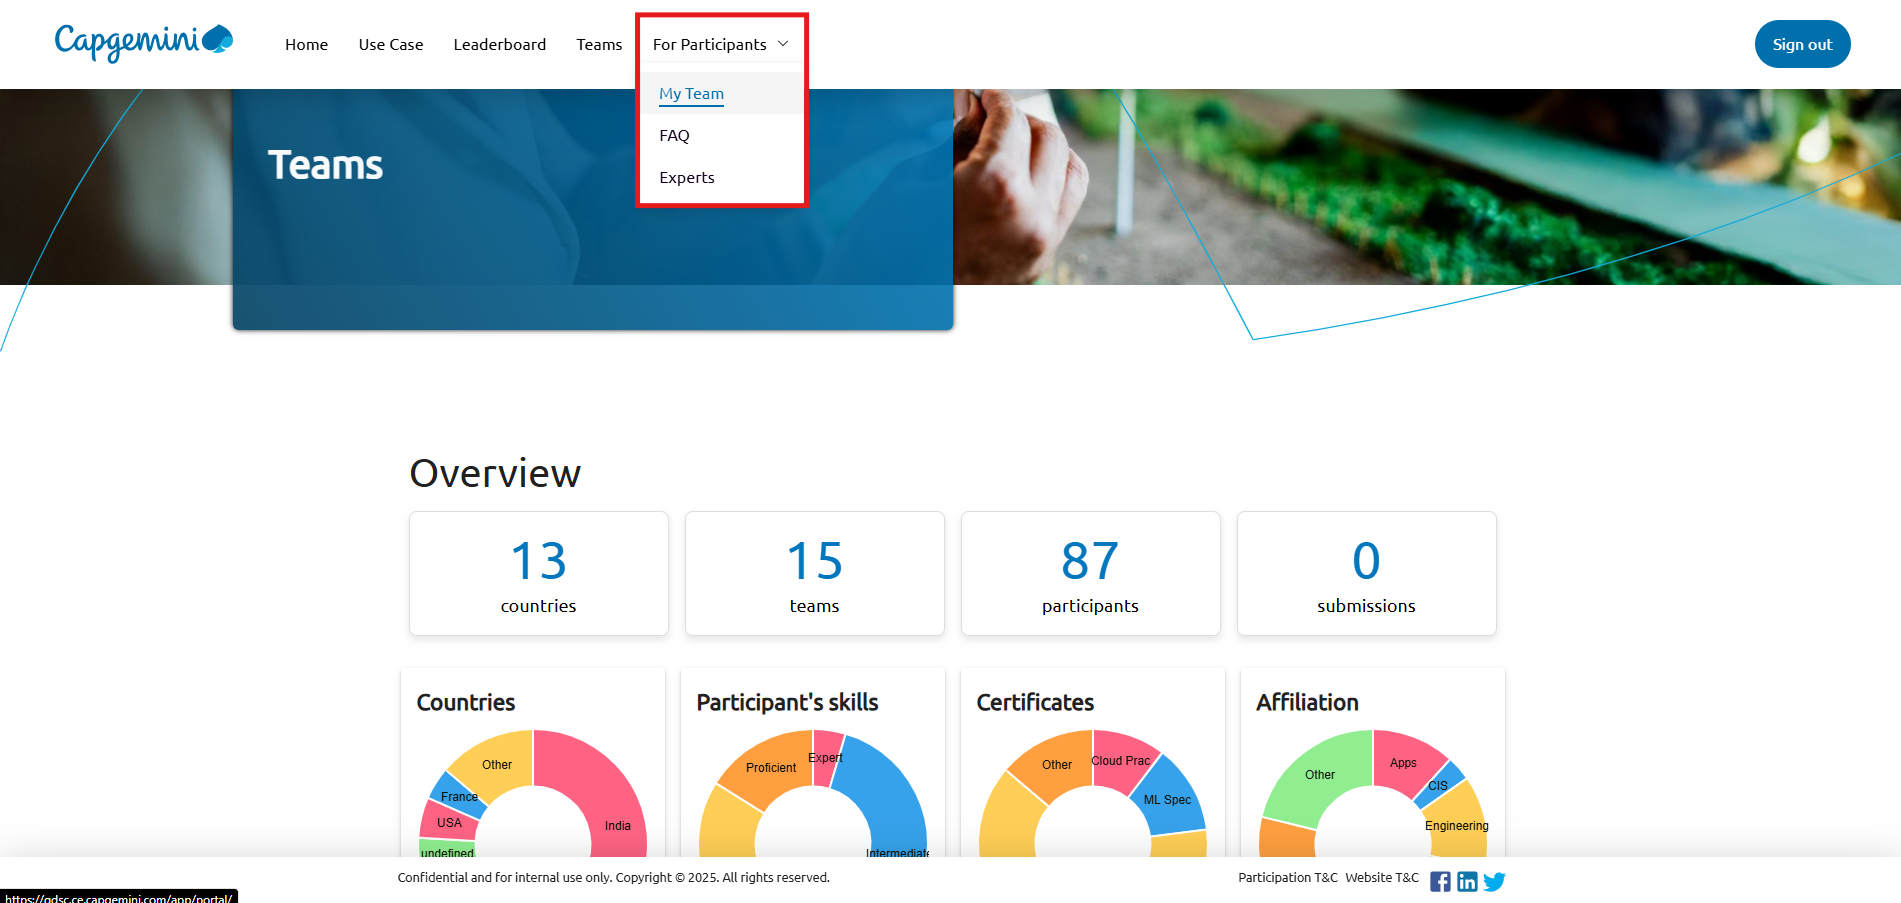 Capgemini
Home Use Case Leaderboard Teams For Participants
Sign out
My Team
FAQ
Experts
Teams
Overview
13 15 87 0
countries teams participants submissions
Countries Participant's skills Certificates Affiliation
Other
France
USA
undefined
India
Proficient
Expert
Intermediate
Other
Cloud Prac
ML Spec
Other
Apps
CIS
Engineering
Confidential and for internal use only. Copyright © 2025. All rights reserved.
Participation T&C Website T&C
https://gdsc.ce.capgemini.com/app/portal/